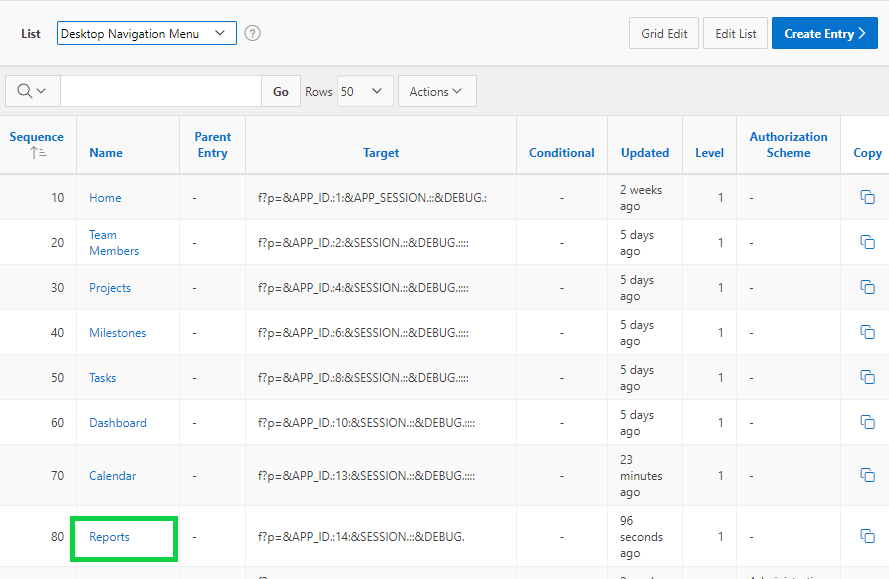 List Desktop Navigation Menu ? Grid Edit Edit List Create Entry
Go Rows 50 Actions
Sequence Name Parent Entry Target Conditional Updated Level Authorization Scheme Copy
10 Home - f?p=&APP_ID.:1:&APP_SESSION.::&DEBUG.: - 2 weeks ago 1 -
20 Team Members - f?p=&APP_ID.:2:&SESSION.::&DEBUG.:::: - 5 days ago 1 -
30 Projects - f?p=&APP_ID.:4:&SESSION.::&DEBUG.:::: - 5 days ago 1 -
40 Milestones - f?p=&APP_ID.:6:&SESSION.::&DEBUG.:::: - 5 days ago 1 -
50 Tasks - f?p=&APP_ID.:8:&SESSION.::&DEBUG.:::: - 5 days ago 1 -
60 Dashboard - f?p=&APP_ID.:10:&SESSION.::&DEBUG.:::: - 5 days ago 1 -
70 Calendar - f?p=&APP_ID.:13:&SESSION.::&DEBUG.:::: - 23 minutes ago 1 -
80 Reports - f?p=&APP_ID.:14:&SESSION.::&DEBUG. - 96 seconds ago 1 -